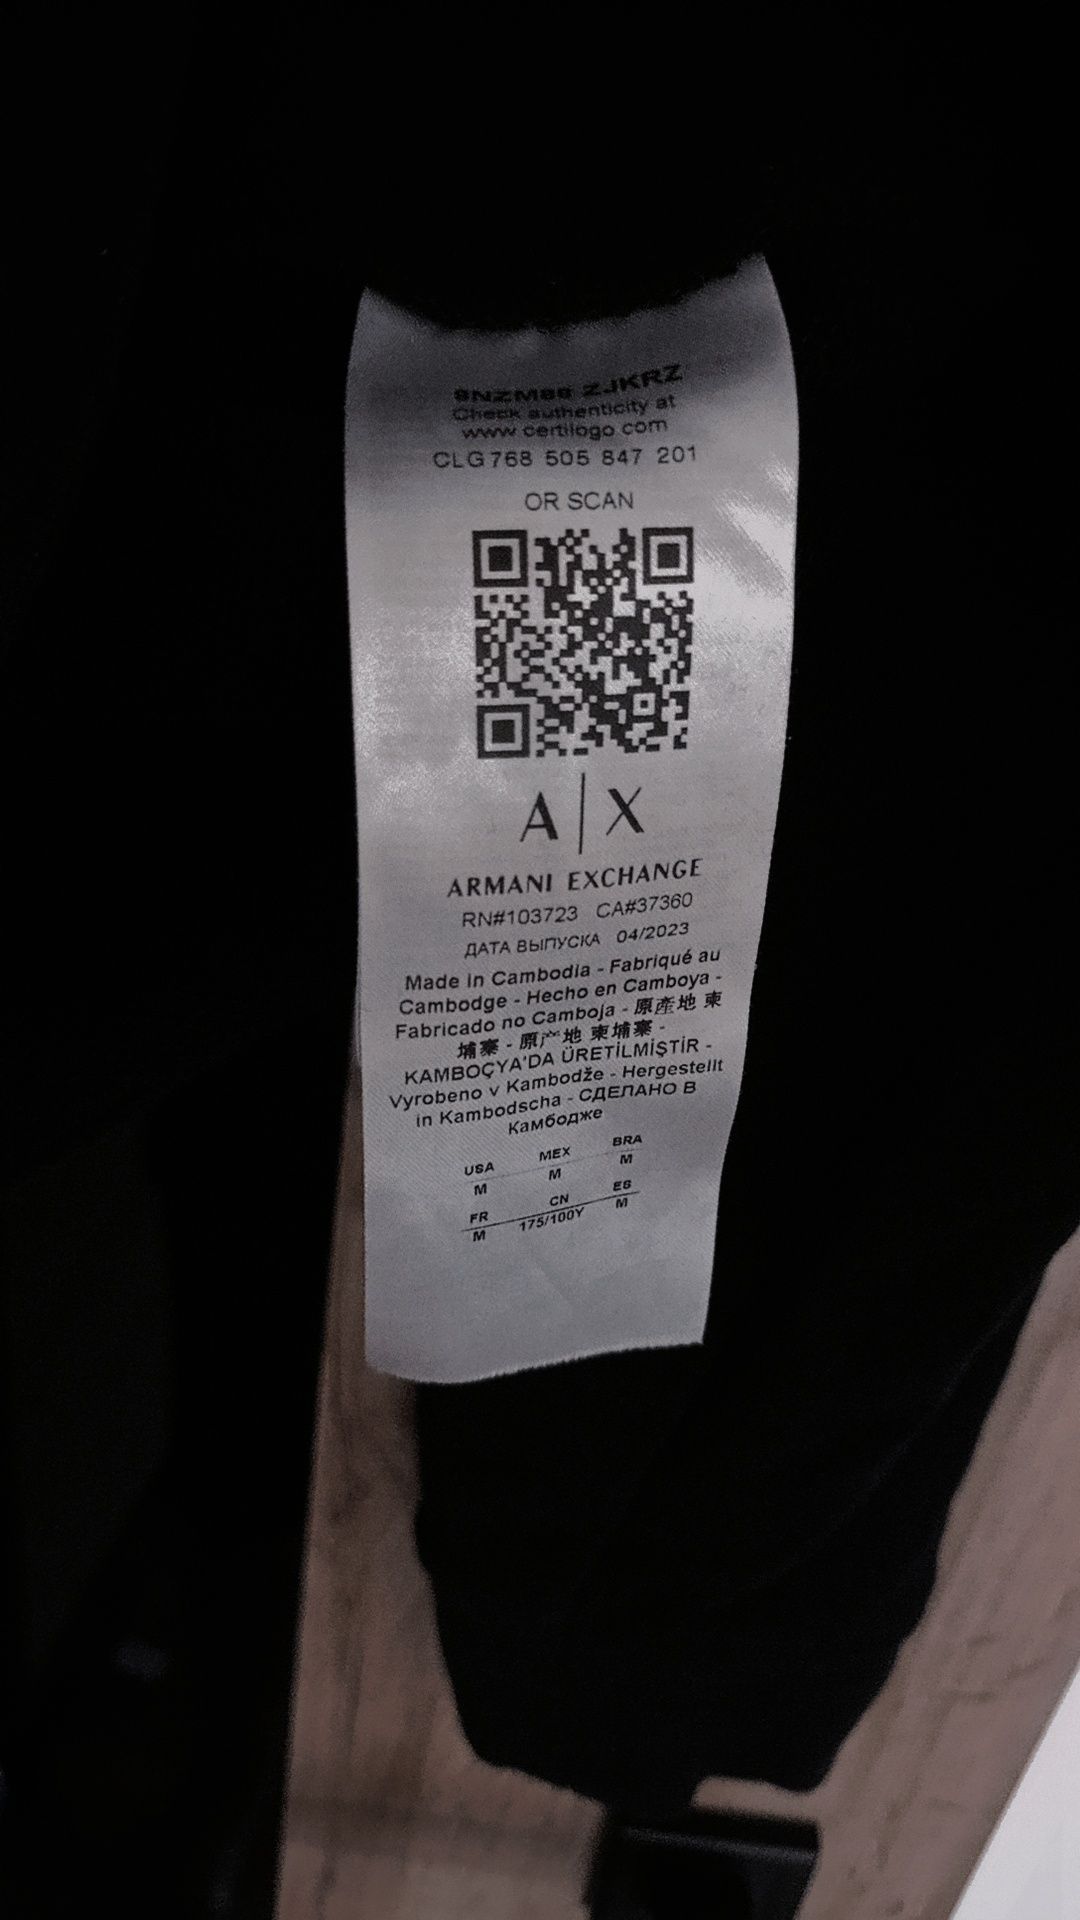 8NZM88 ZJKRZ
Check authenticity at
www certilogo com
CLG 768 505 847 201
OR SCAN
A|X
ARMANI EXCHANGE
RN#103723 CA#37360
ДАТА ВЫПУСКА 04/2023
Made in Cambodia - Fabriqué au
Cambodge - Hecho en Camboya -
Fabricado no Camboja - 原產地 柬
埔寨 - 原产地 柬埔寨 -
KAMBOÇYA'DA ÜRETİLMİŞTİR -
Vyrobeno v Kambodže - Hergestellt
in Kambodscha - СДЕЛАНО В
Камбодже
USA MEX BRA
M M M
FR CN ES
M 175/100Y M